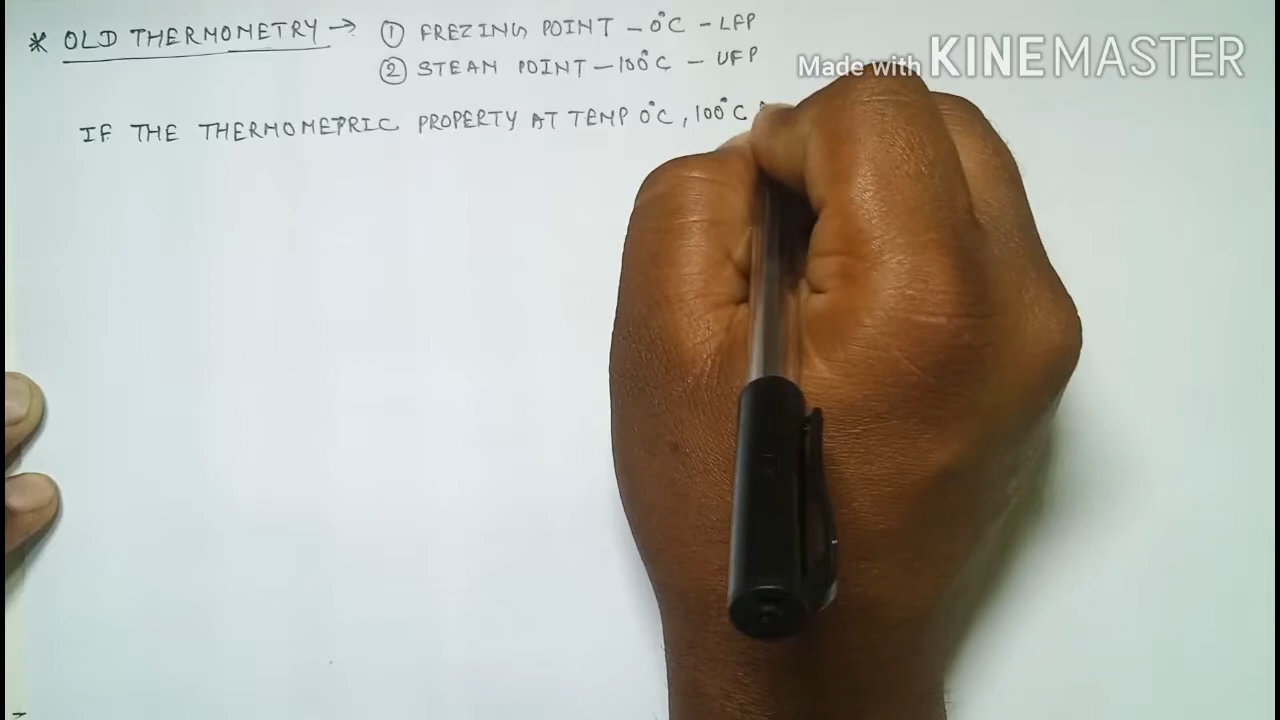 * OLD THERMOMETRY → ① FREZING POINT - 0°C - LFP
② STEAM POINT - 100°C - UFP
IF THE THERMOMETRIC PROPERTY AT TEMP 0°C, 100°C
Made with KINEMASTER